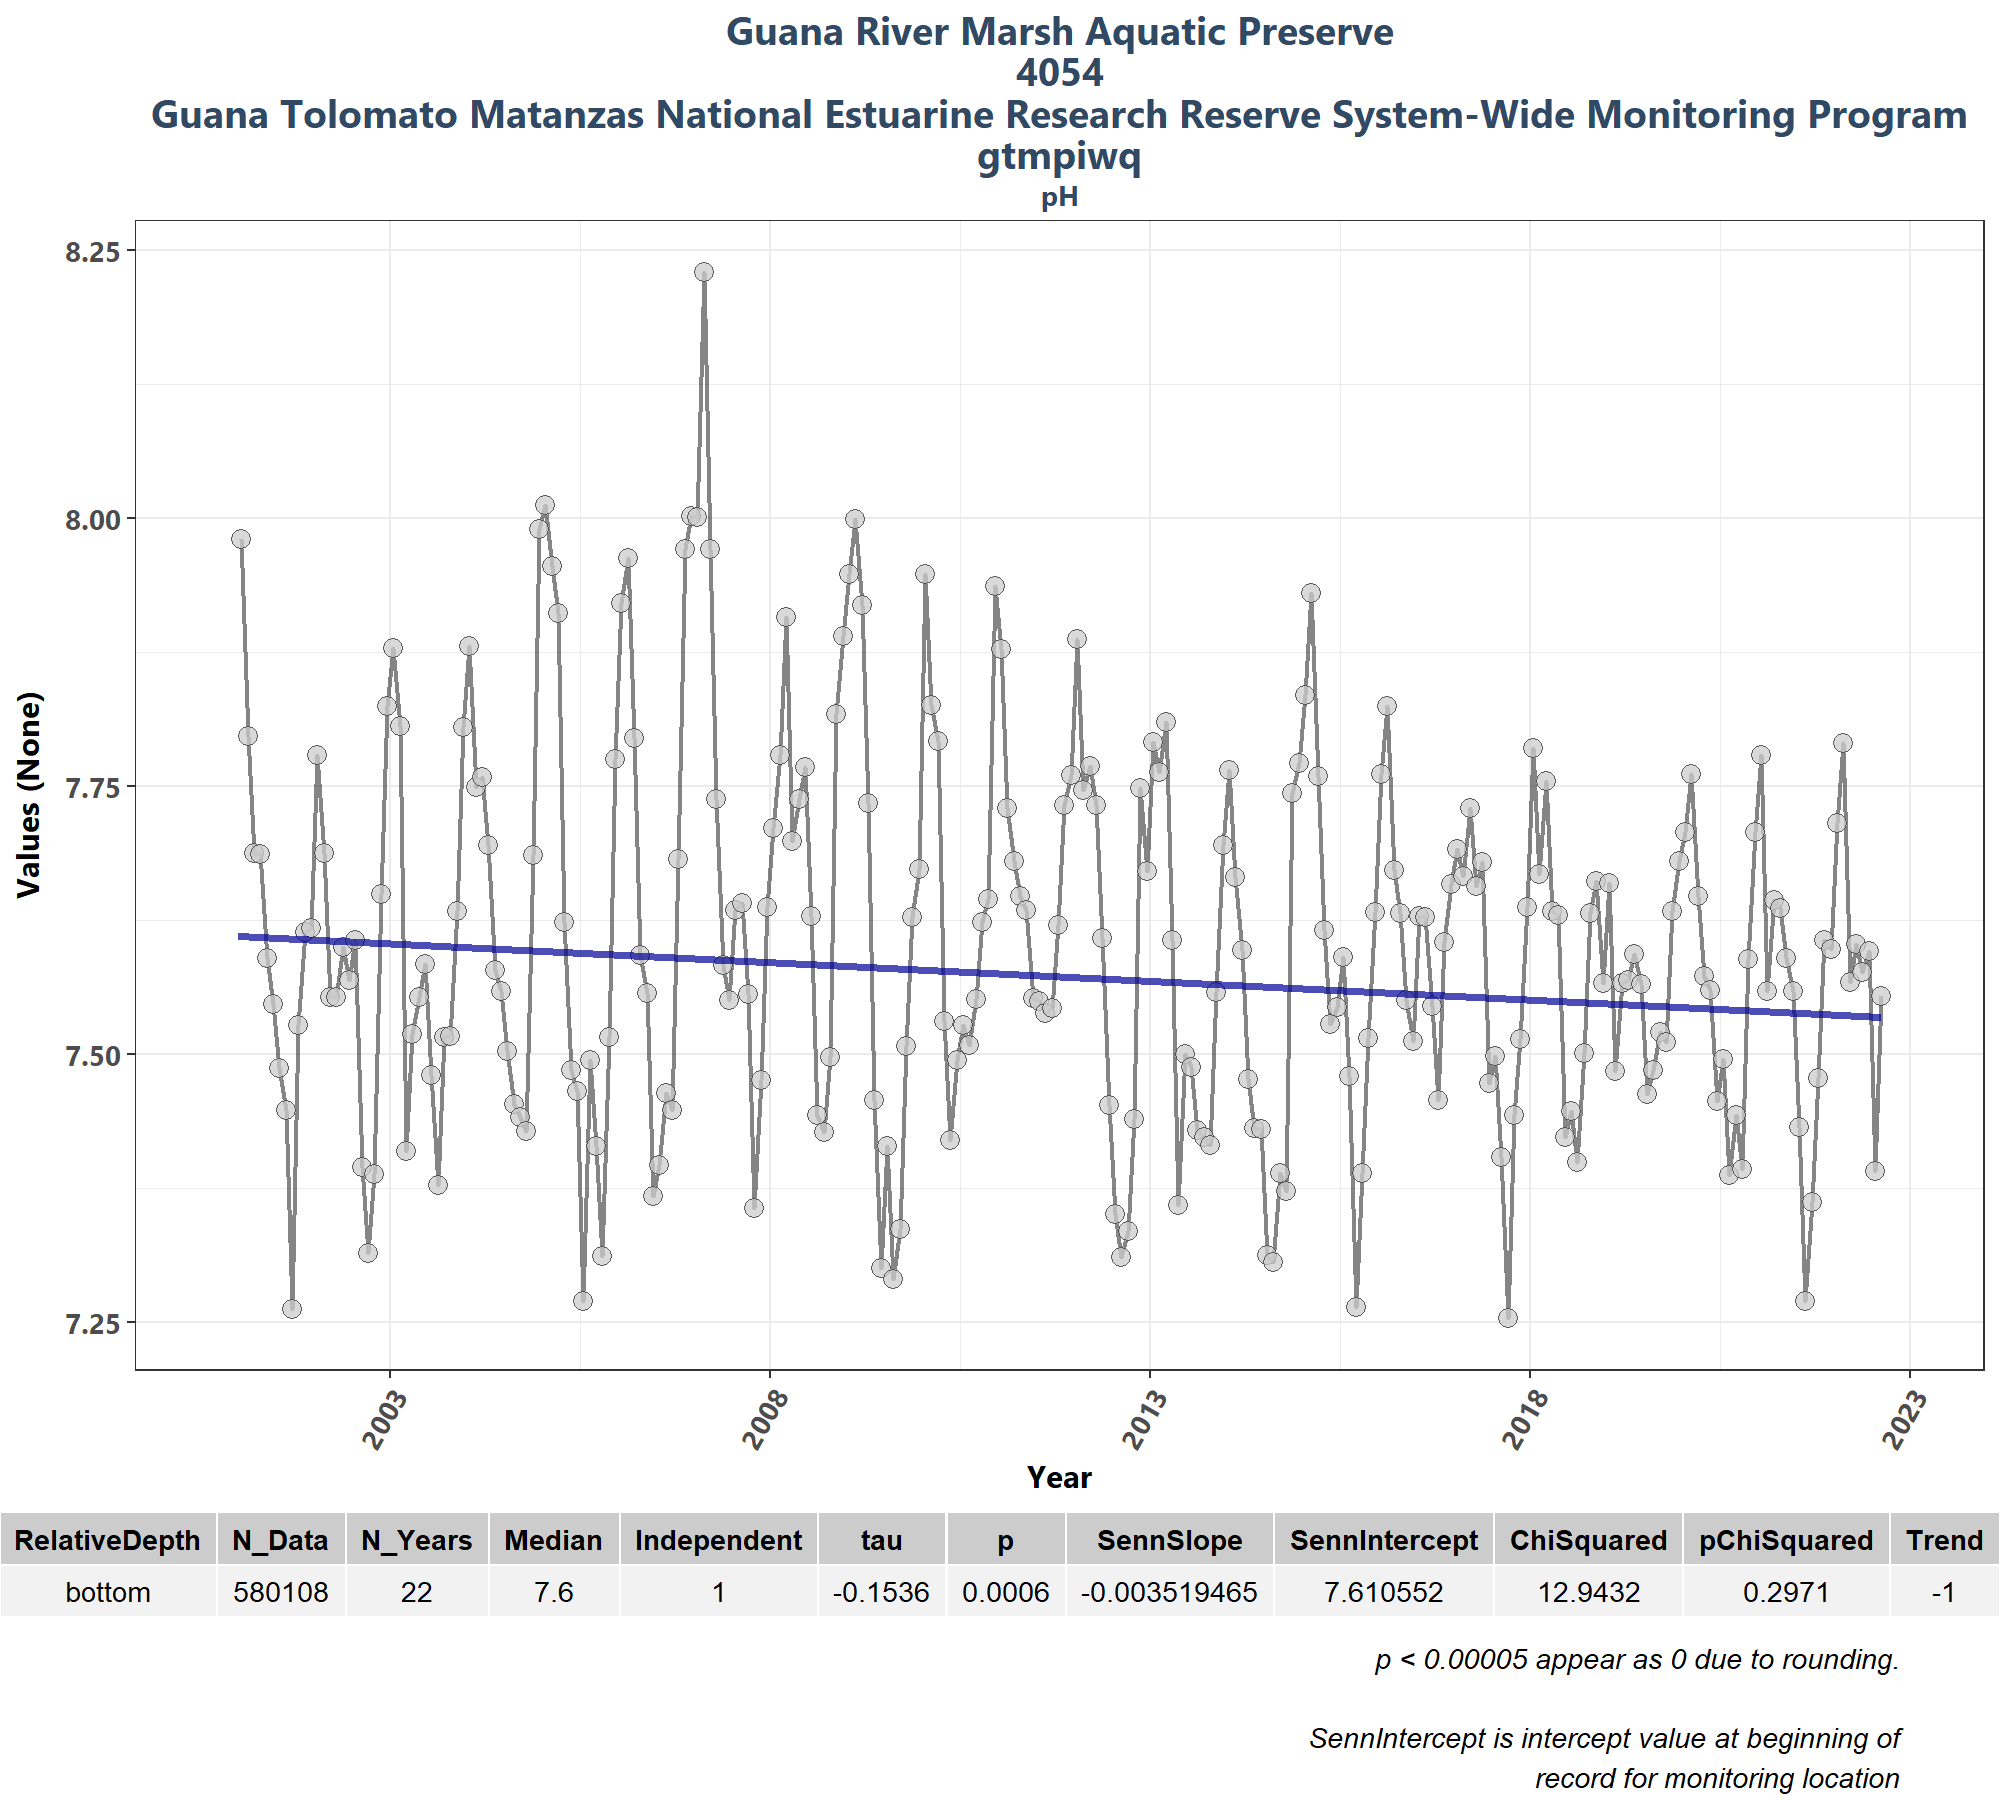 Guana River Marsh Aquatic Preserve
4054
Guana Tolomato Matanzas National Estuarine Research Reserve System-Wide Monitoring Program
gtmpiwq
pH
8.25
8.00
7.75
7.50
7.25
Values (None)
2003 2008 2013 2018 2023
Year
RelativeDepth N_Data N_Years Median Independent tau p SennSlope SennIntercept ChiSquared pChiSquared Trend
bottom 580108 22 7.6 1 -0.1536 0.0006 -0.003519465 7.610552 12.9432 0.2971 -1
p < 0.00005 appear as 0 due to rounding.
SennIntercept is intercept value at beginning of
record for monitoring location